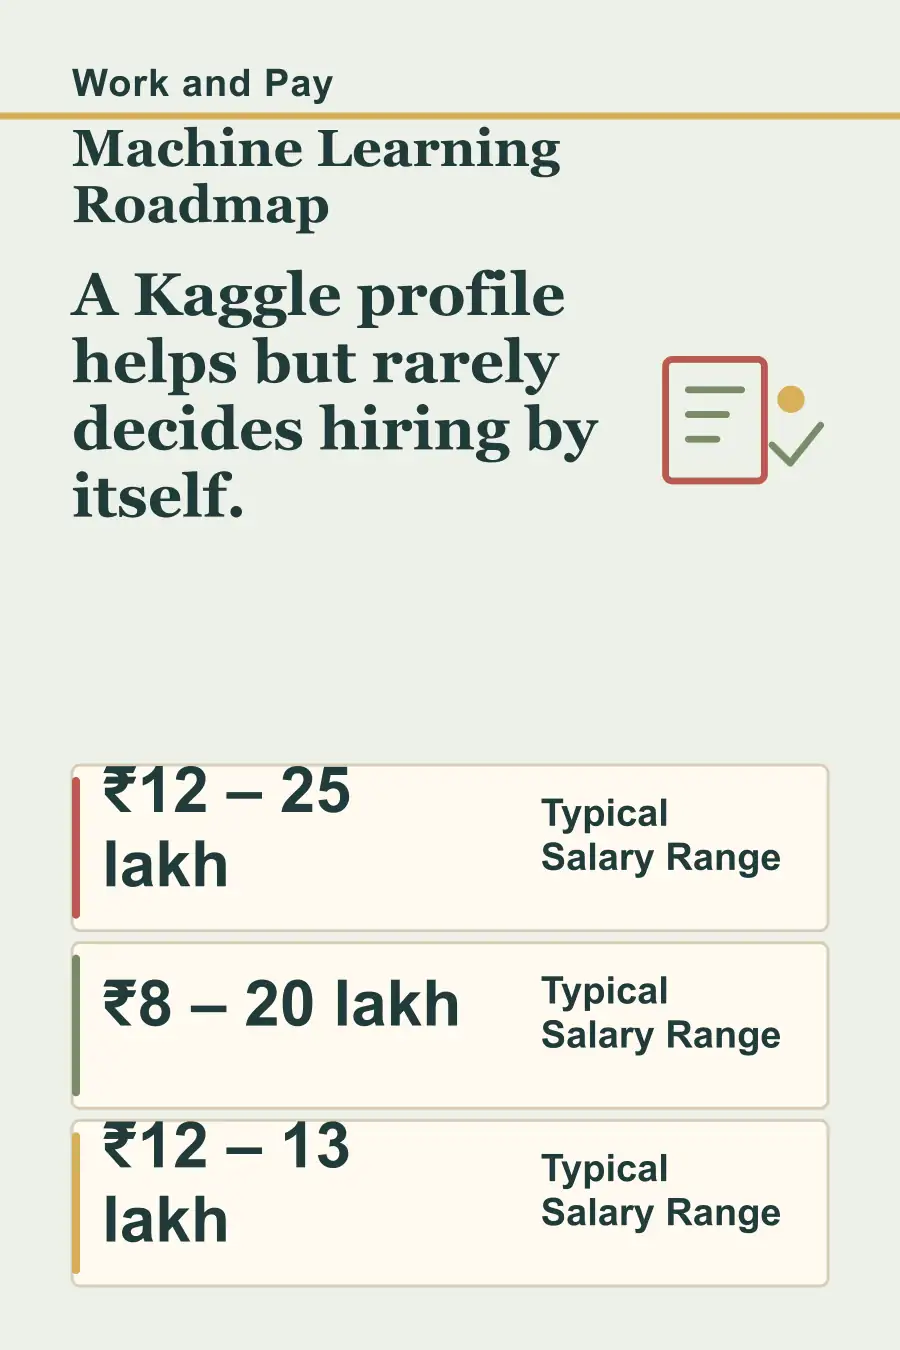 Work and Pay
Machine Learning
Roadmap
A Kaggle profile
helps but rarely
decides hiring by
itself.
₹12 – 25
lakh
Typical
Salary Range
₹8 – 20 lakh
Typical
Salary Range
₹12 – 13
lakh
Typical
Salary Range